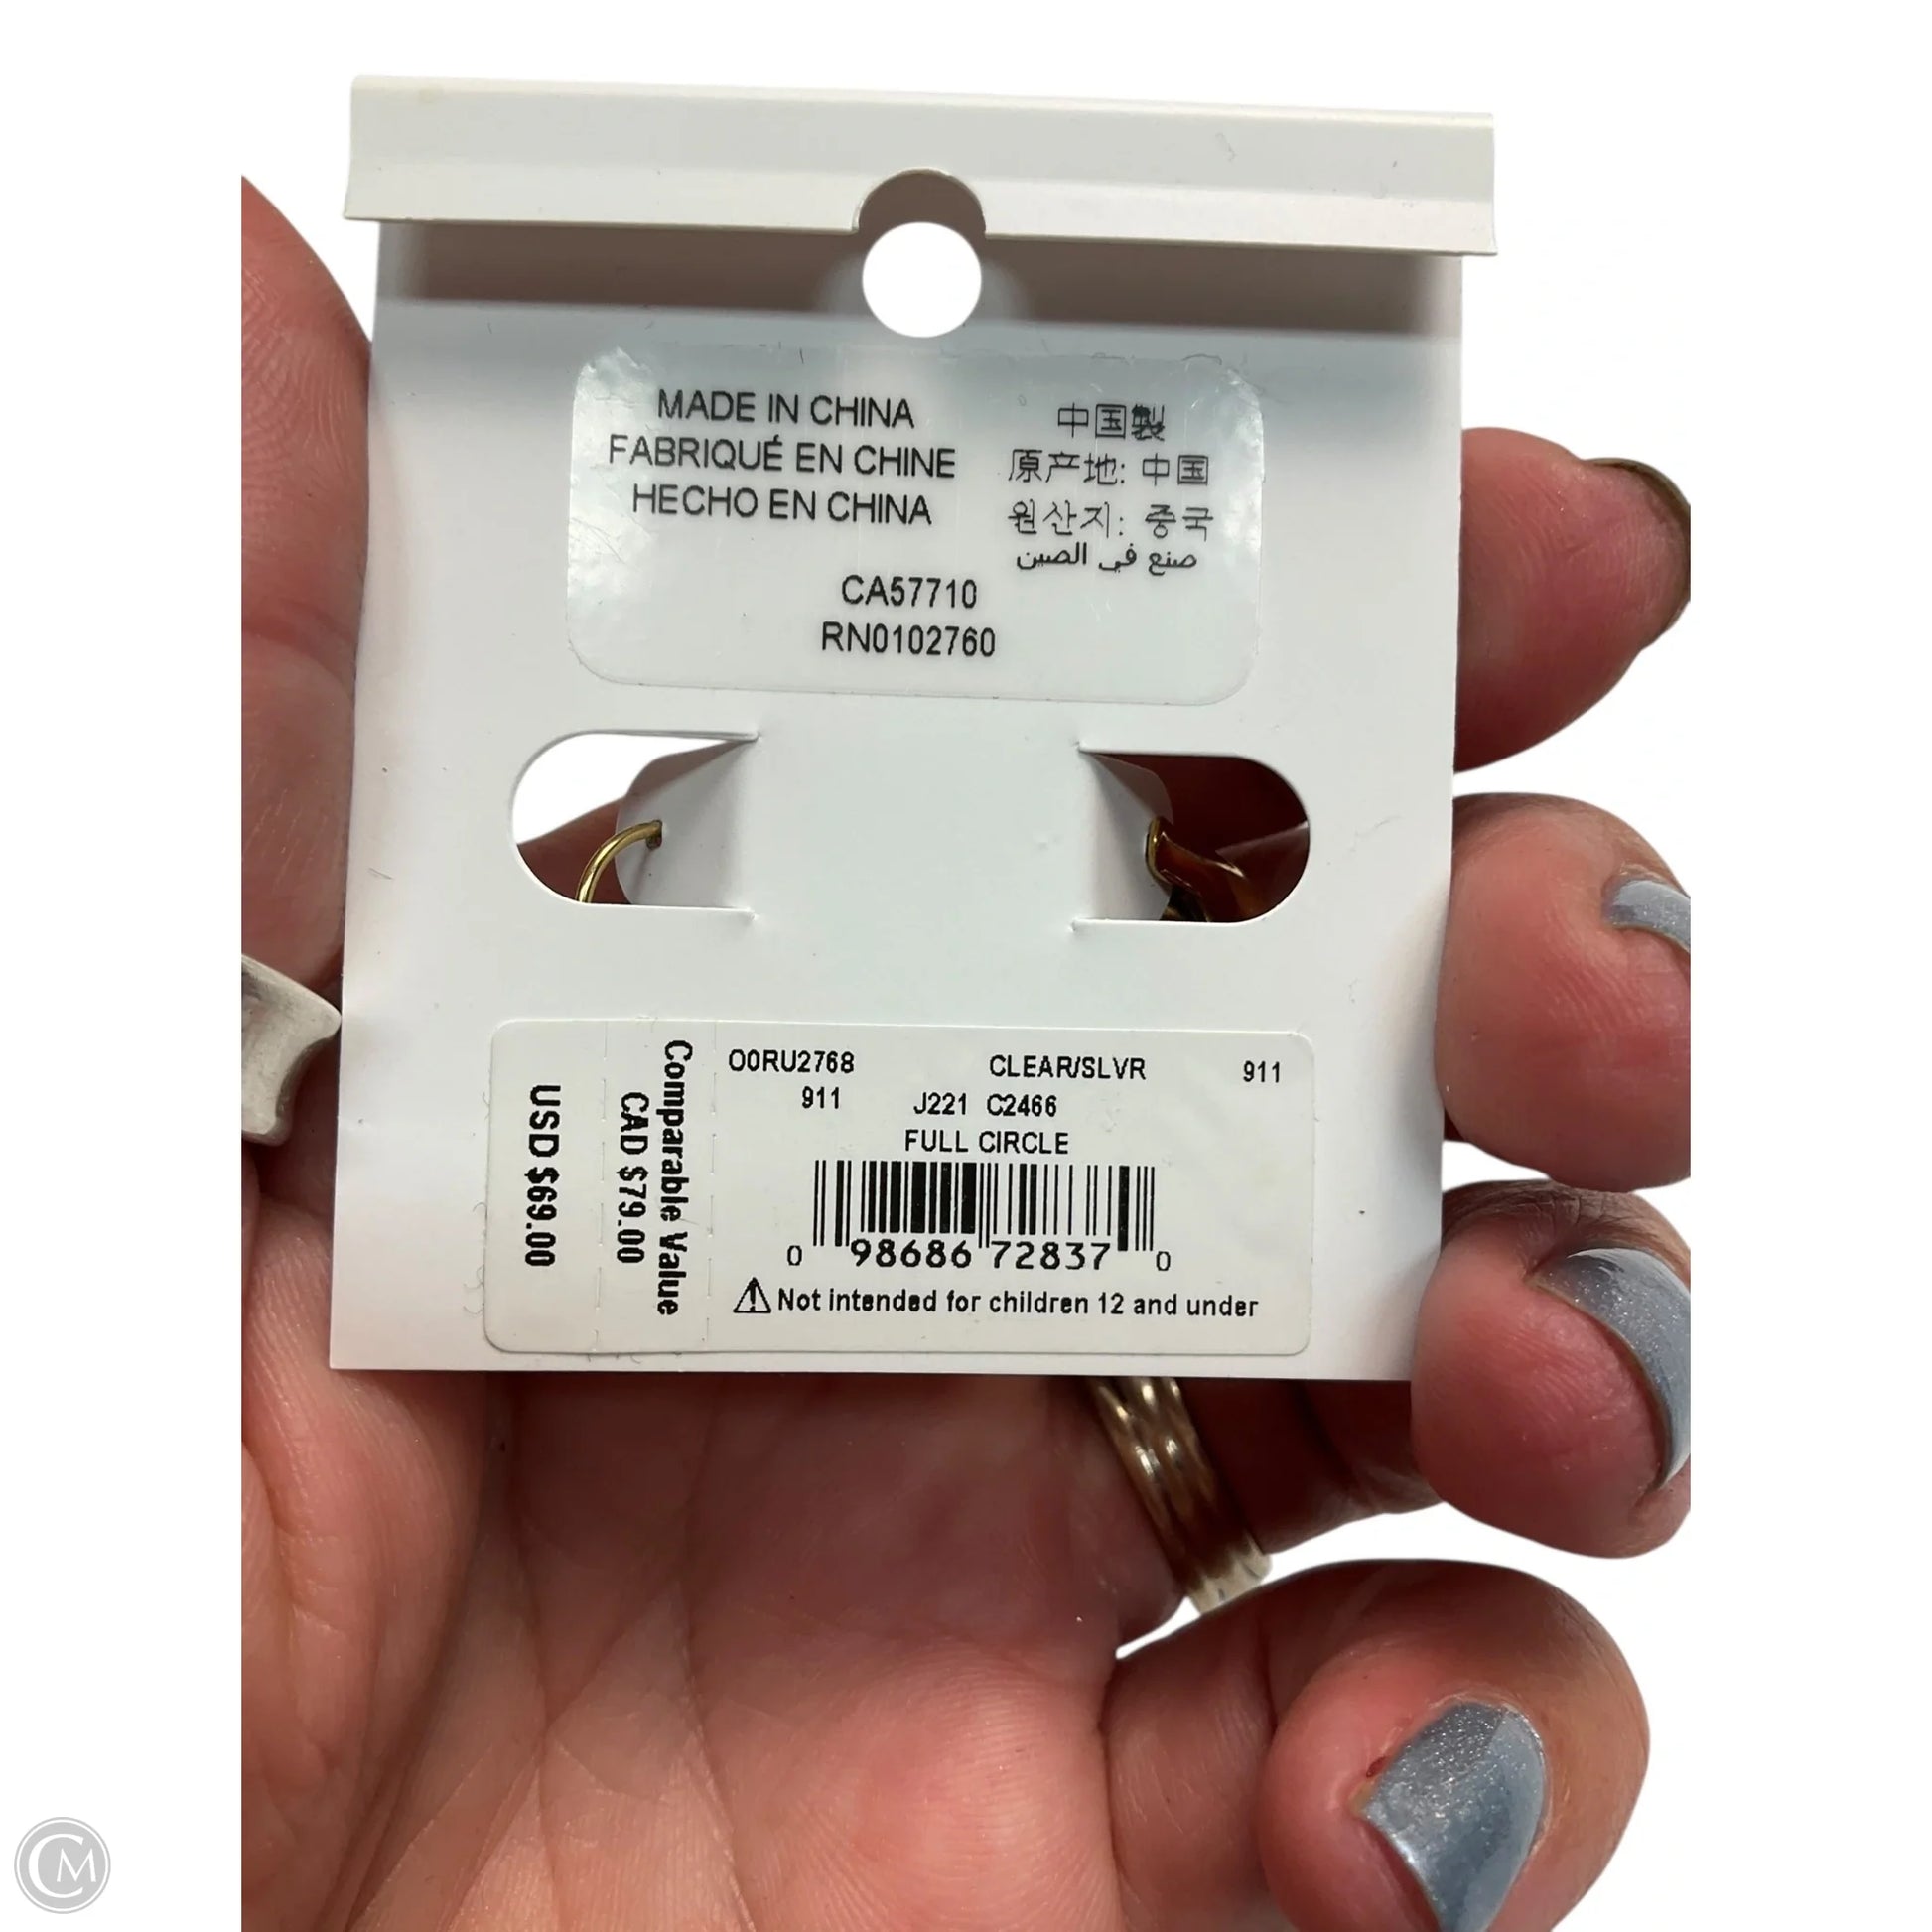 MADE IN CHINA
FABRIQUÉ EN CHINE
HECHO EN CHINA
中国製
原产地: 中国
원산지: 중국
صنع في الصين
CA57710
RN0102760
USD $69.00
Comparable Value
CAD $79.00
O0RU2768 CLEAR/SLVR 911
911 J221 C2466
FULL CIRCLE
0 98686 72837 0
⚠ Not intended for children 12 and under
CM